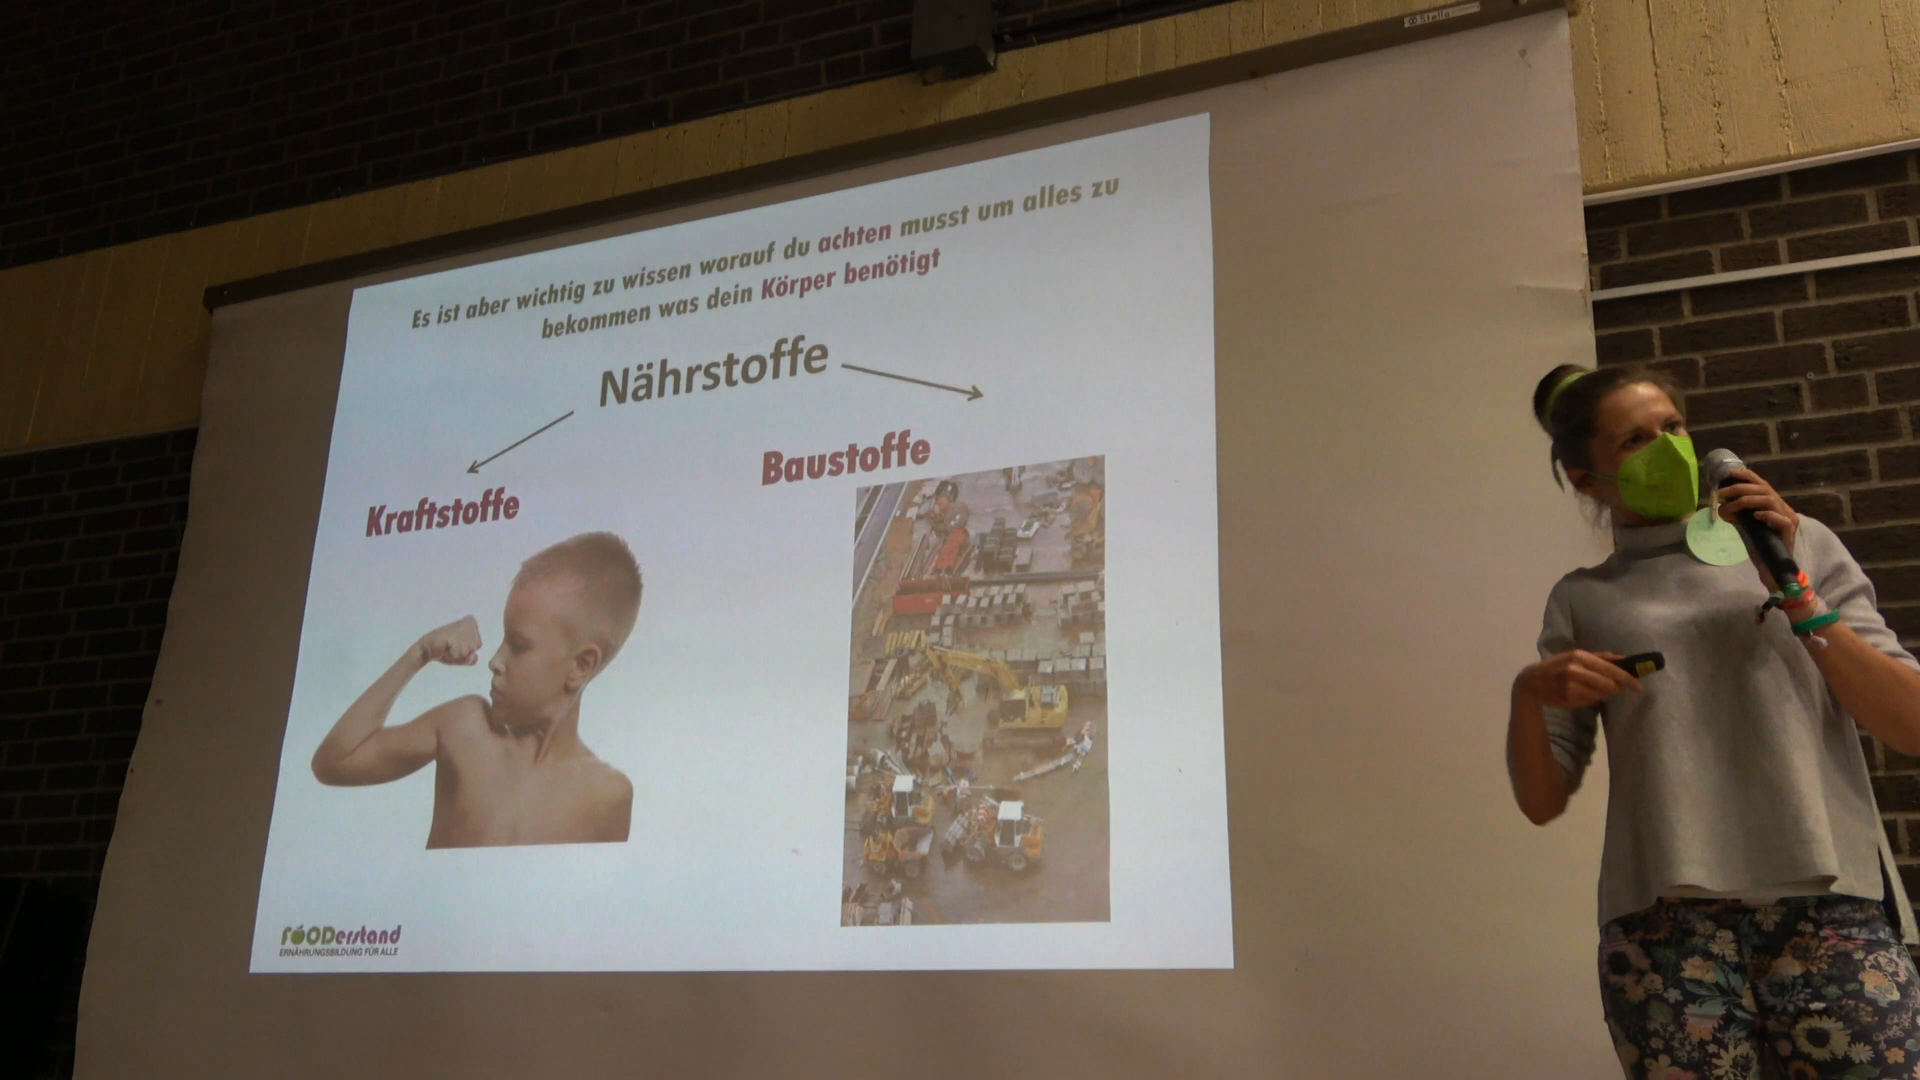 Stella
Es ist aber wichtig zu wissen worauf du achten musst um alles zu
bekommen was dein Körper benötigt
Nährstoffe
Kraftstoffe
Baustoffe
FOODerstand
ERNÄHRUNGSBILDUNG FÜR ALLE